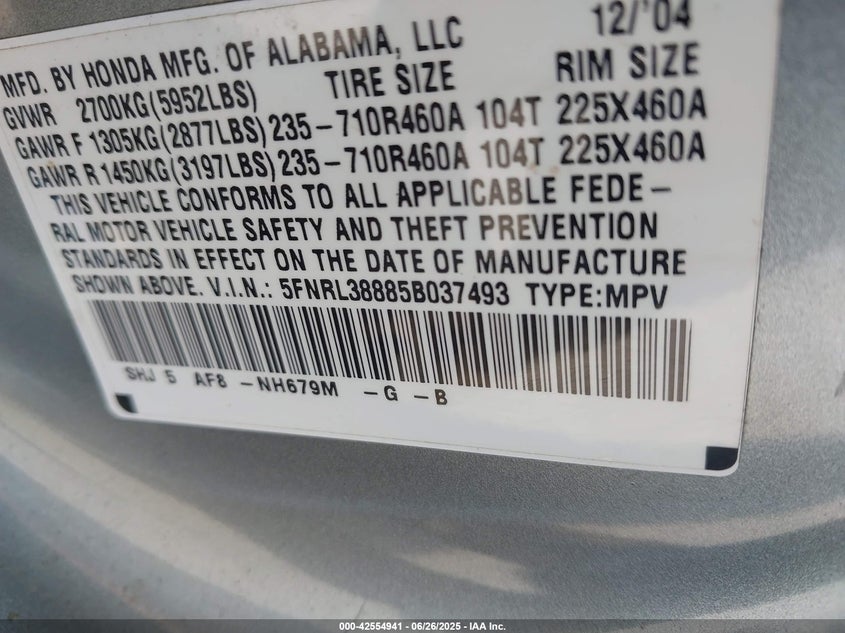 MFD. BY HONDA MFG. OF ALABAMA, LLC 12/'04
GVWR 2700KG(5952LBS) TIRE SIZE RIM SIZE
GAWR F 1305KG(2877LBS)235-710R460A 104T 225X460A
GAWR R 1450KG(3197LBS)235-710R460A 104T 225X460A
THIS VEHICLE CONFORMS TO ALL APPLICABLE FEDE-
RAL MOTOR VEHICLE SAFETY AND THEFT PREVENTION
STANDARDS IN EFFECT ON THE DATE OF MANUFACTURE
SHOWN ABOVE. V.I.N.: 5FNRL38885B037493 TYPE:MPV
SHJ 5 AF8 -NH679M -G -B
000-42554941 - 06/26/2025 - IAA Inc.